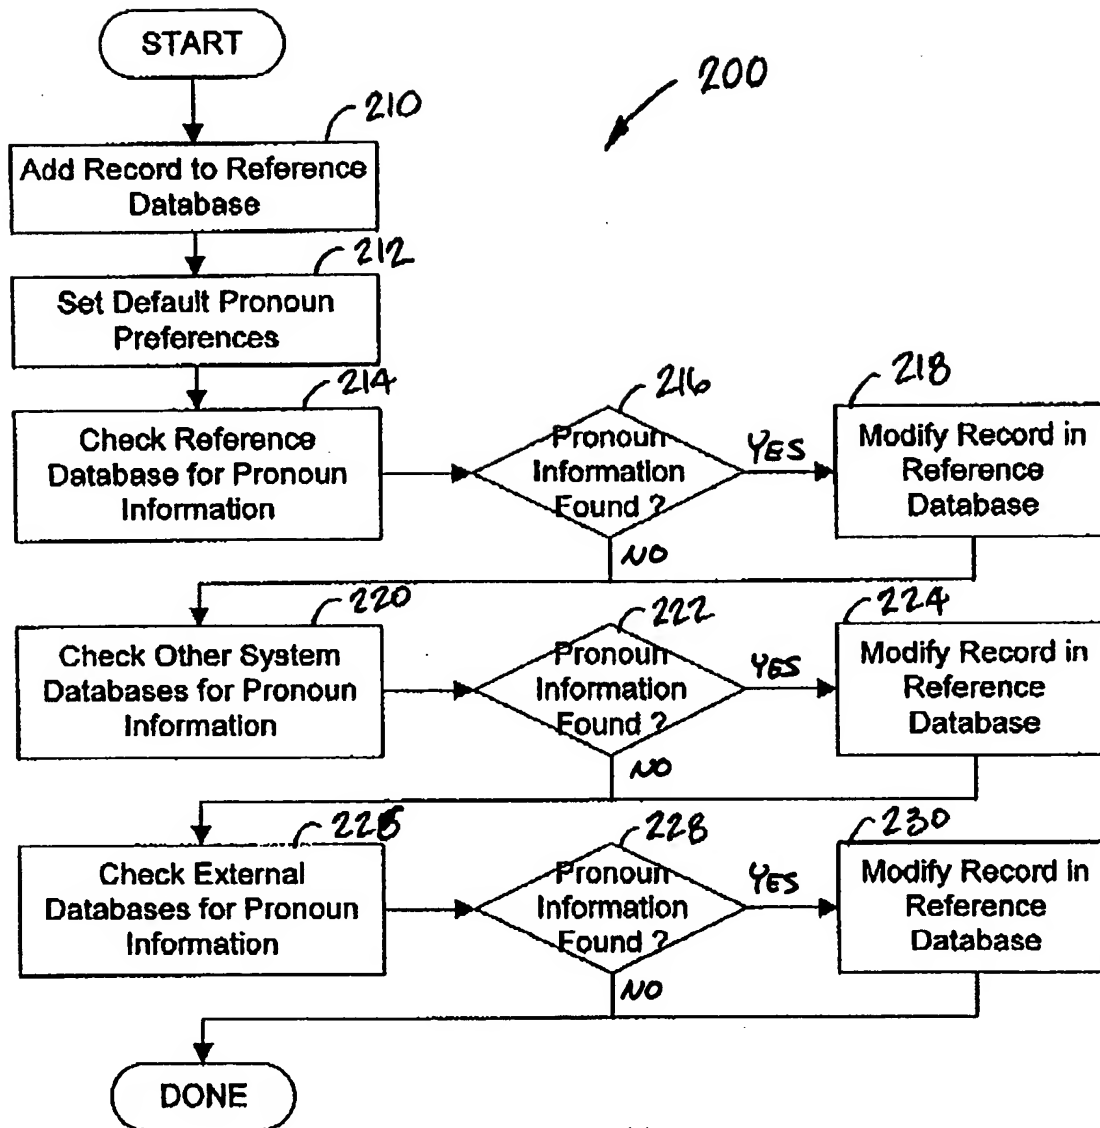 START
200
210
Add Record to Reference
Database
212
Set Default Pronoun
Preferences
214
Check Reference
Database for Pronoun
Information
216
Pronoun
Information
Found ?
YES
NO
218
Modify Record in
Reference
Database
220
Check Other System
Databases for Pronoun
Information
222
Pronoun
Information
Found ?
YES
NO
224
Modify Record in
Reference
Database
226
Check External
Databases for Pronoun
Information
228
Pronoun
Information
Found ?
YES
NO
230
Modify Record in
Reference
Database
DONE